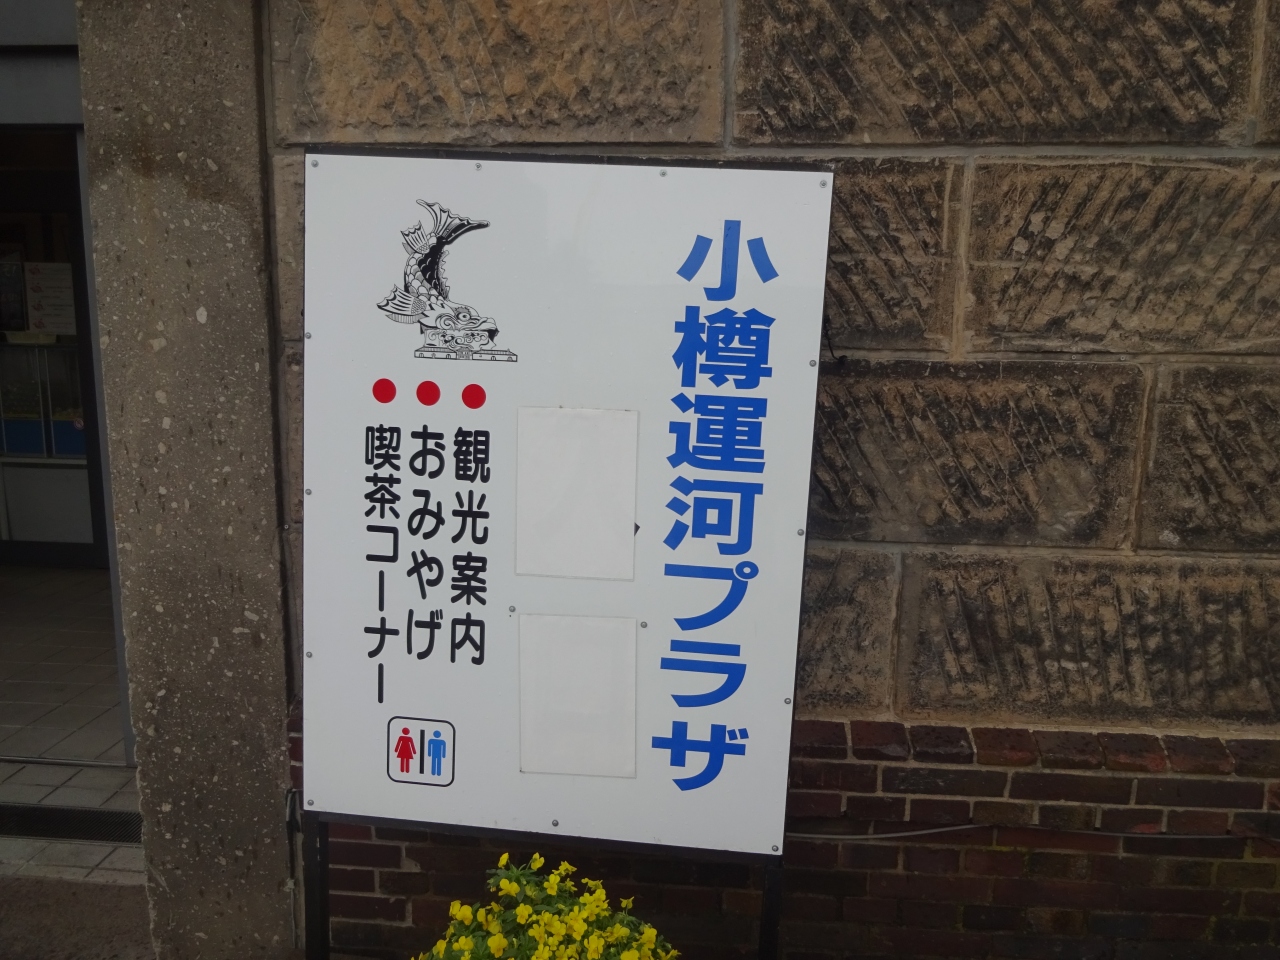 小樽運河プラザ
観光案内
おみやげ
喫茶コーナー